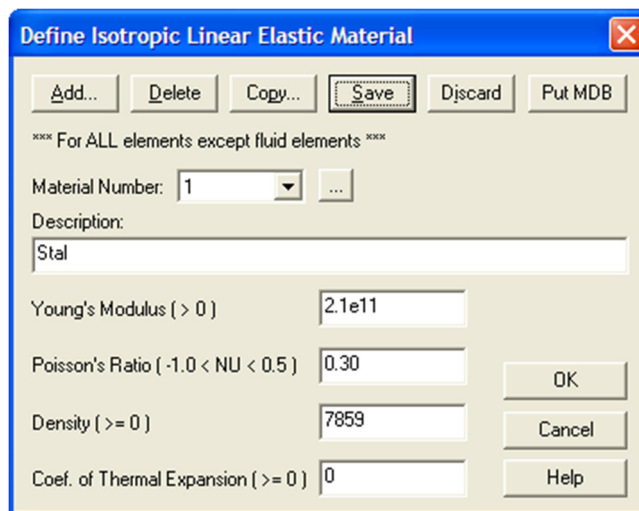 Define Isotropic Linear Elastic Material
Add... Delete Copy... Save Discard Put MDB
*** For ALL elements except fluid elements ***
Material Number: 1 ...
Description:
Stal
Young's Modulus ( > 0 ) 2.1e11
Poisson's Ratio ( -1.0 < NU < 0.5 ) 0.30
OK
Density ( >= 0 ) 7859
Cancel
Coef. of Thermal Expansion ( >= 0 ) 0
Help